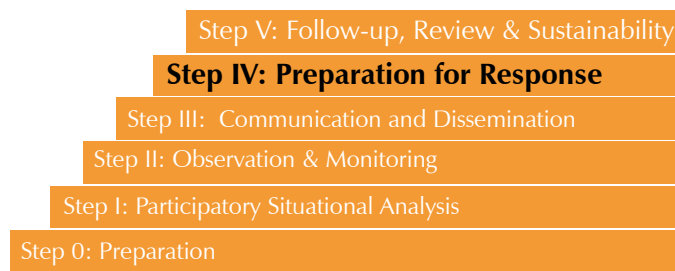 Step V: Follow-up, Review & Sustainability
Step IV: Preparation for Response
Step III: Communication and Dissemination
Step II: Observation & Monitoring
Step I: Participatory Situational Analysis
Step 0: Preparation